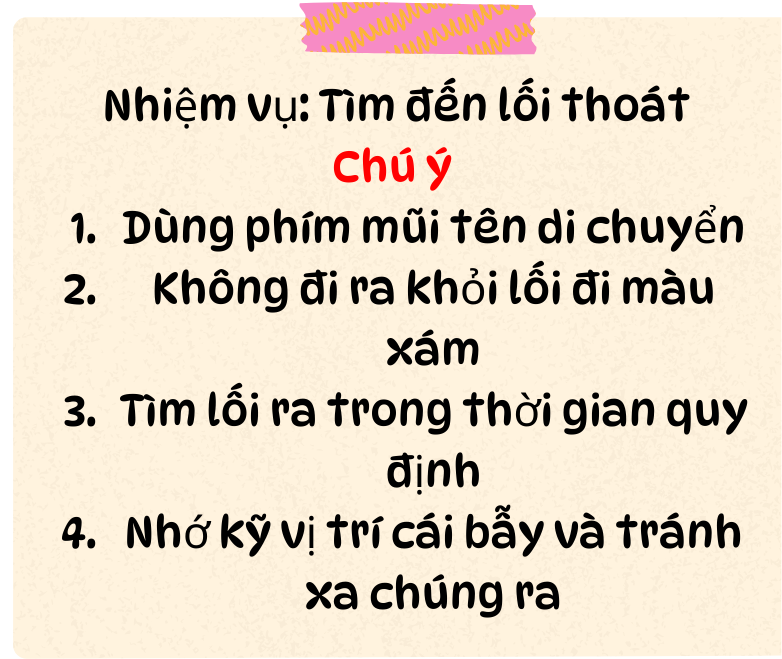 Nhiệm vụ: Tìm đến lối thoát
Chú ý
1. Dùng phím mũi tên di chuyển
2. Không đi ra khỏi lối đi màu
xám
3. Tìm lối ra trong thời gian quy
định
4. Nhớ kỹ vị trí cái bẫy và tránh
xa chúng ra